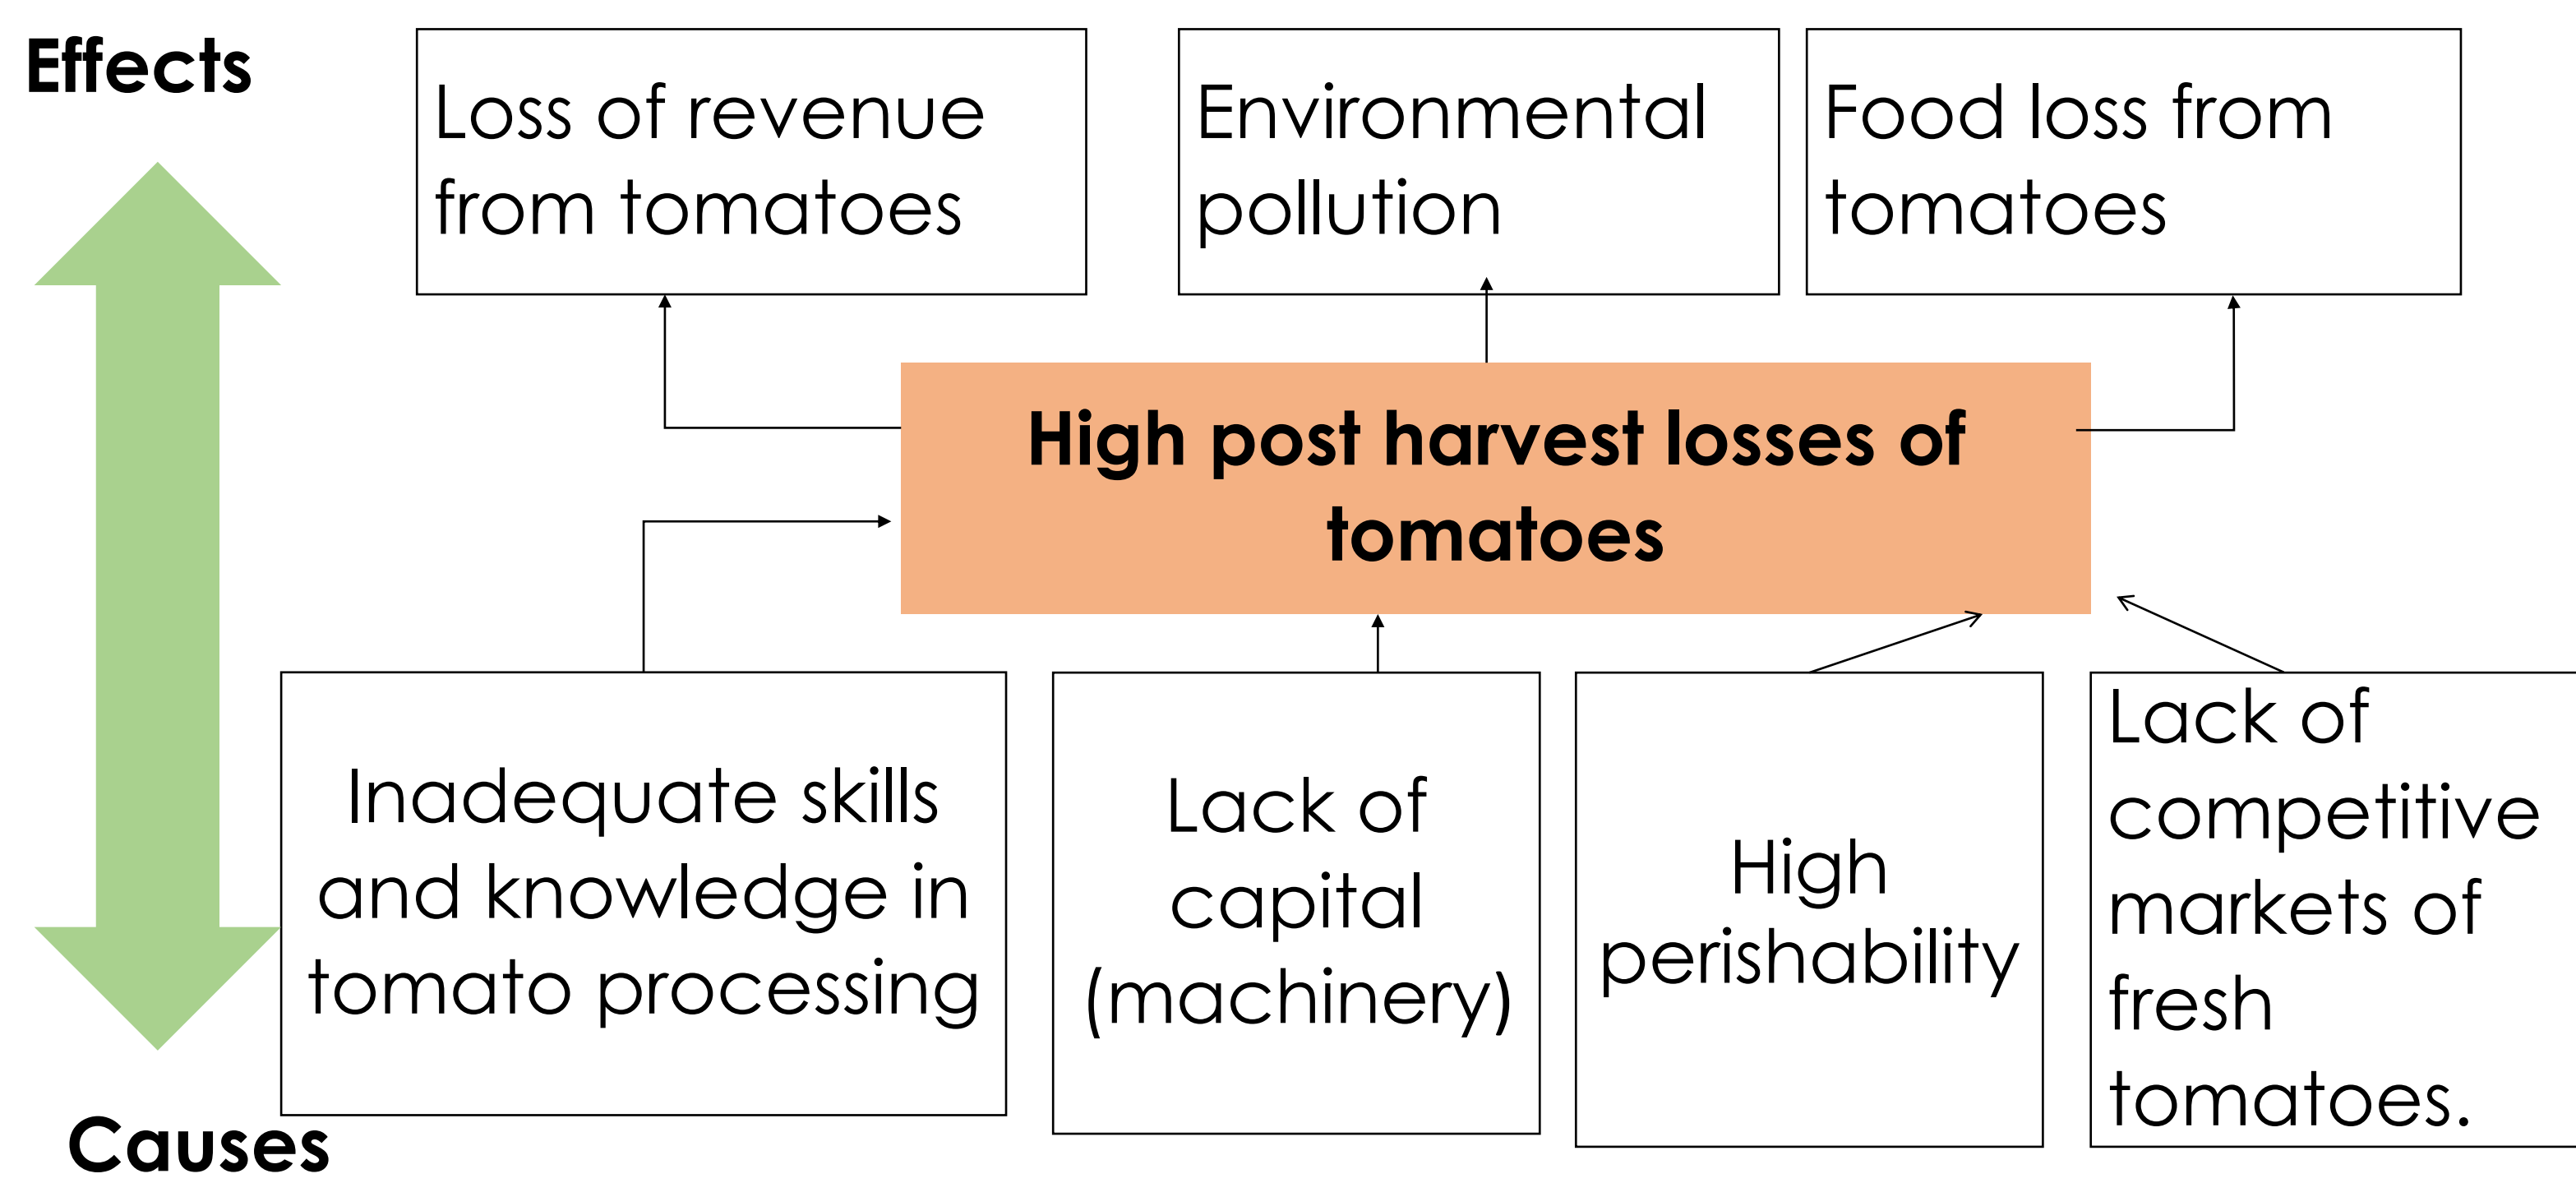 Effects
Loss of revenue
from tomatoes
Environmental
pollution
Food loss from
tomatoes
High post harvest losses of
tomatoes
Inadequate skills
and knowledge in
tomato processing
Lack of
capital
(machinery)
High
perishability
Lack of
competitive
markets of
fresh
tomatoes.
Causes